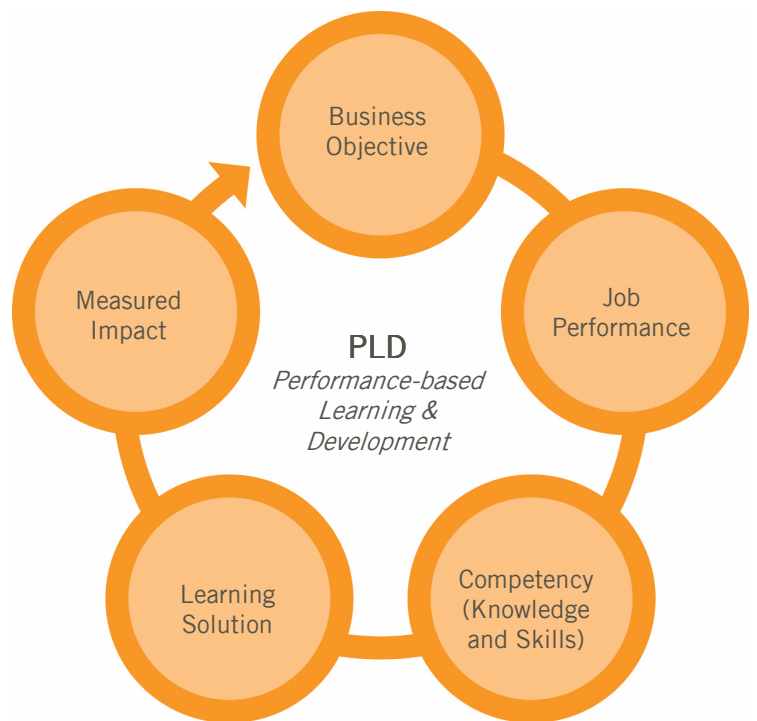 Business
Objective
Job
Performance
Competency
(Knowledge
and Skills)
Learning
Solution
Measured
Impact
PLD
Performance-based
Learning &
Development